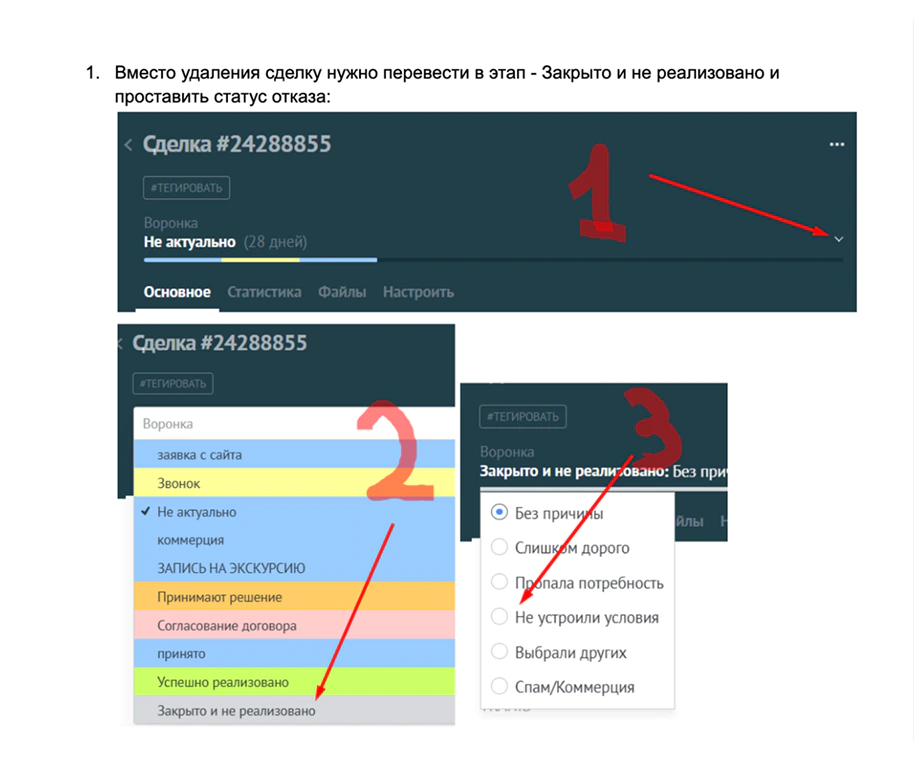 1. Вместо удаления сделку нужно перевести в этап - Закрыто и не реализовано и
проставить статус отказа:
Сделка #24288855
#ТЕГИРОВАТЬ
Воронка
Не актуально (28 дней)
Основное Статистика Файлы Настроить
1
Сделка #24288855
#ТЕГИРОВАТЬ
Воронка
заявка с сайта
Звонок
Не актуально
коммерция
ЗАПИСЬ НА ЭКСКУРСИЮ
Принимают решение
Согласование договора
принято
Успешно реализовано
Закрыто и не реализовано
2
#ТЕГИРОВАТЬ
Воронка
Закрыто и не реализовано: Без при
Без причины
Слишком дорого
Пропала потребность
Не устроили условия
Выбрали других
Спам/Коммерция
3